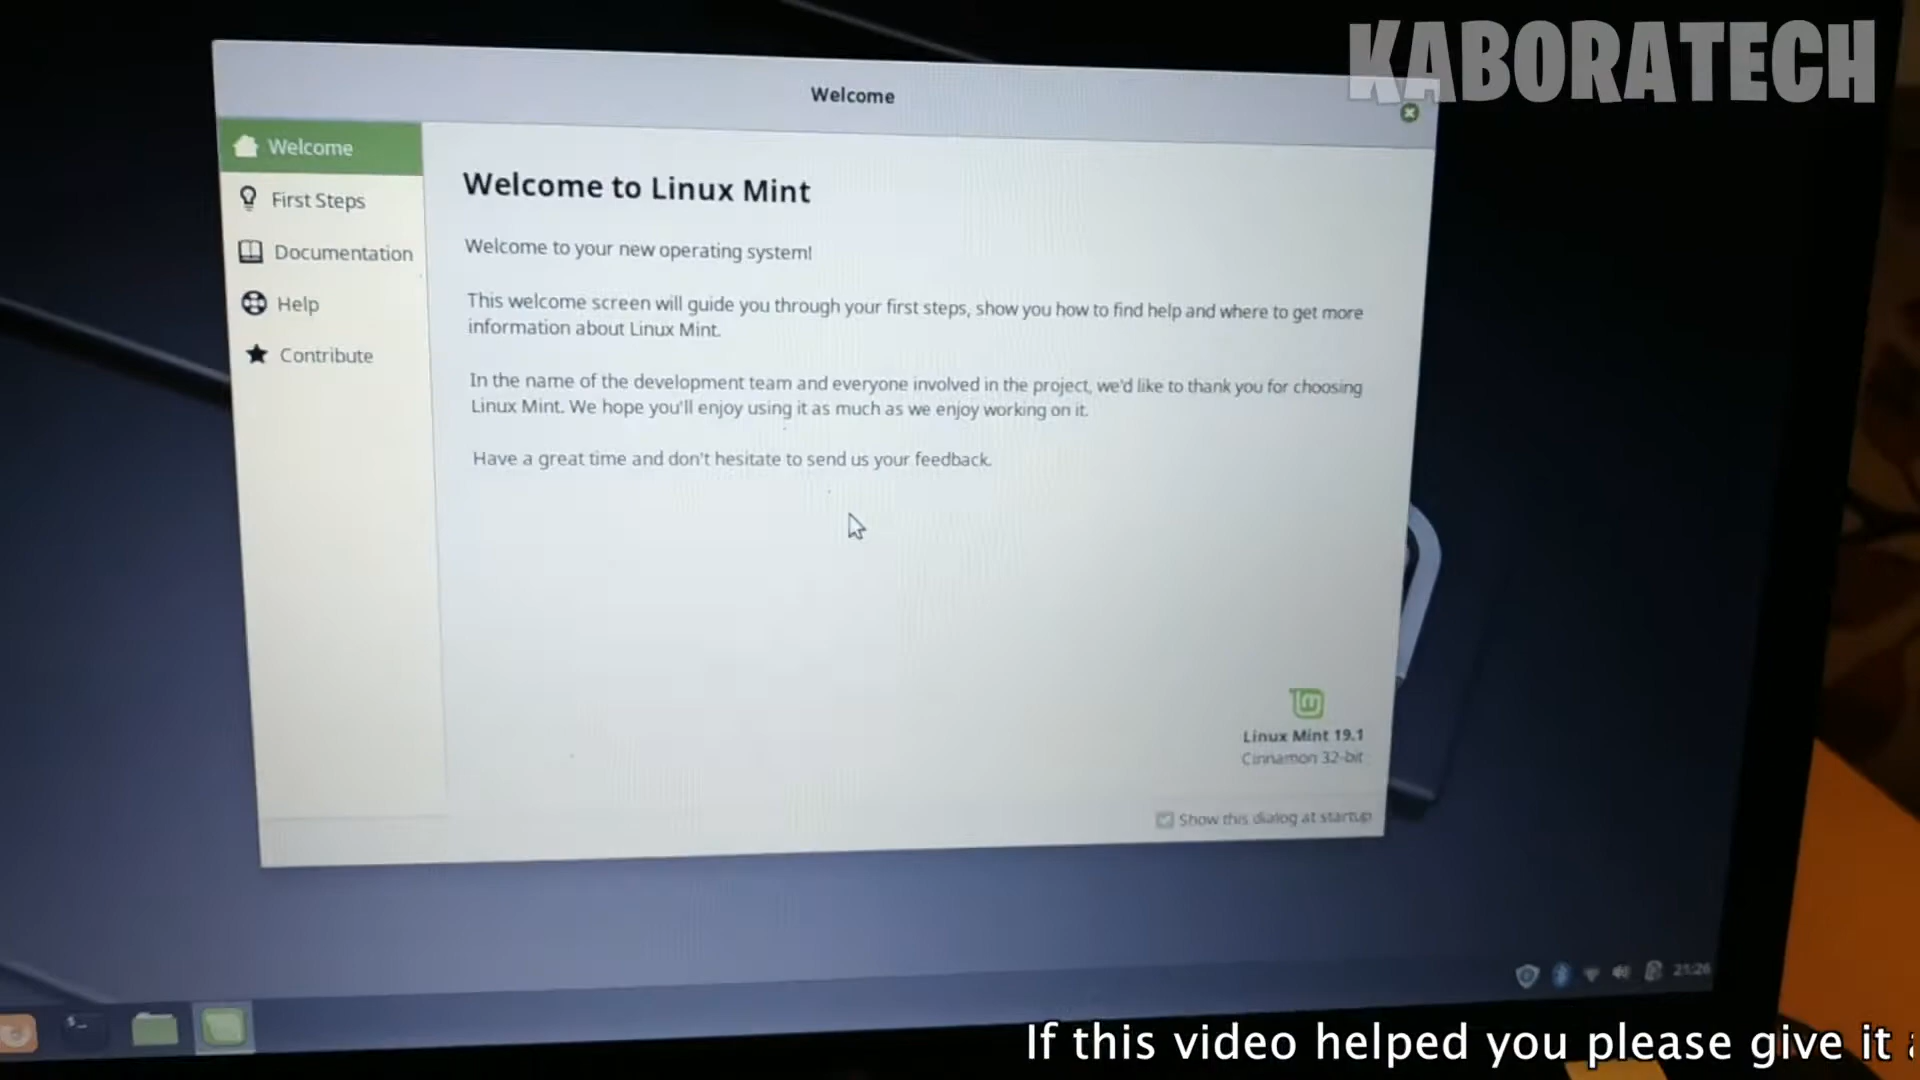 KABORATECH
Welcome
Welcome
First Steps
Documentation
Help
Contribute
Welcome to Linux Mint
Welcome to your new operating system!
This welcome screen will guide you through your first steps, show you how to find help and where to get more
information about Linux Mint.
In the name of the development team and everyone involved in the project, we'd like to thank you for choosing
Linux Mint. We hope you'll enjoy using it as much as we enjoy working on it.
Have a great time and don't hesitate to send us your feedback.
Linux Mint 19.1
Cinnamon 32-bit
Show this dialog at startup
21:26
If this video helped you please give it